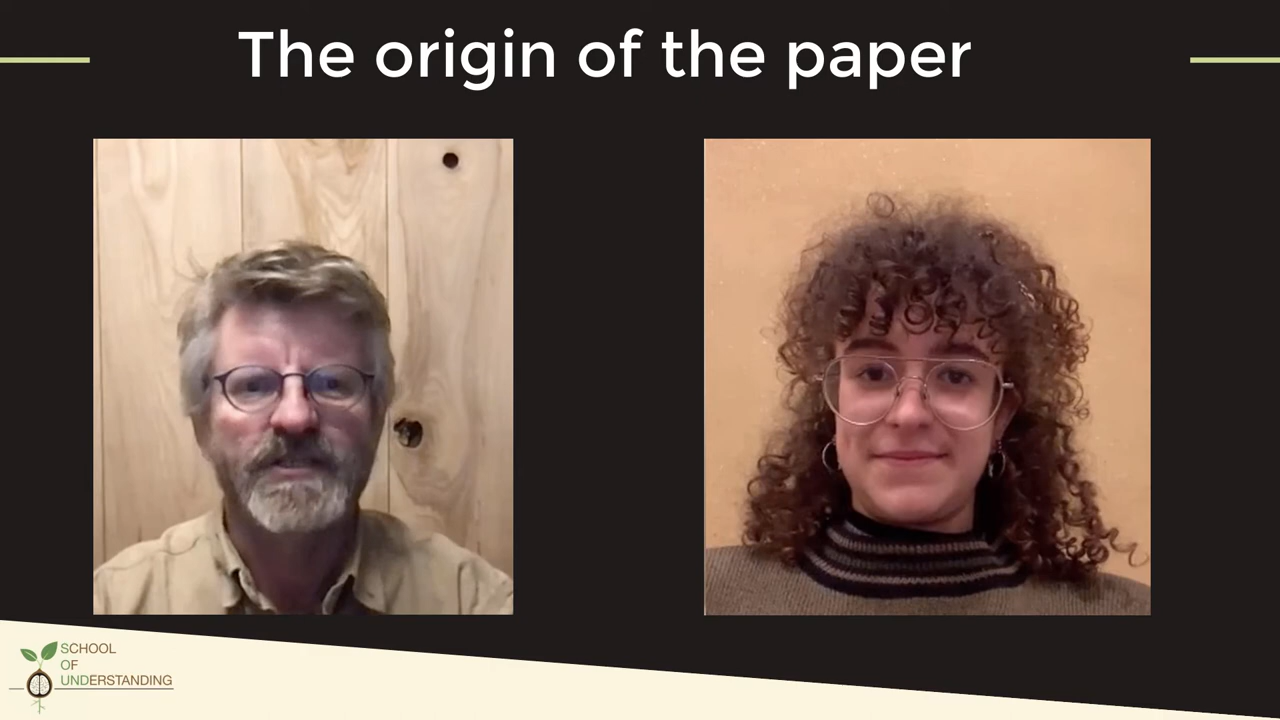 The origin of the paper
SCHOOL
OF
UNDERSTANDING